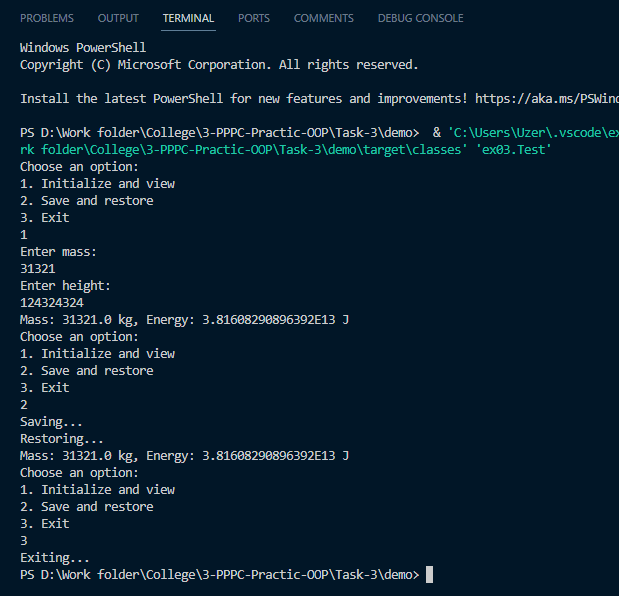 PROBLEMS OUTPUT TERMINAL PORTS COMMENTS DEBUG CONSOLE
Windows PowerShell
Copyright (C) Microsoft Corporation. All rights reserved.
Install the latest PowerShell for new features and improvements! https://aka.ms/PSWind
PS D:\Work folder\College\3-PPPC-Practic-OOP\Task-3\demo>  & 'C:\Users\Uzer\.vscode\ex
rk folder\College\3-PPPC-Practic-OOP\Task-3\demo\target\classes' 'ex03.Test'
Choose an option:
1. Initialize and view
2. Save and restore
3. Exit
1
Enter mass:
31321
Enter height:
124324324
Mass: 31321.0 kg, Energy: 3.81608290896392E13 J
Choose an option:
1. Initialize and view
2. Save and restore
3. Exit
2
Saving...
Restoring...
Mass: 31321.0 kg, Energy: 3.81608290896392E13 J
Choose an option:
1. Initialize and view
2. Save and restore
3. Exit
3
Exiting...
PS D:\Work folder\College\3-PPPC-Practic-OOP\Task-3\demo>